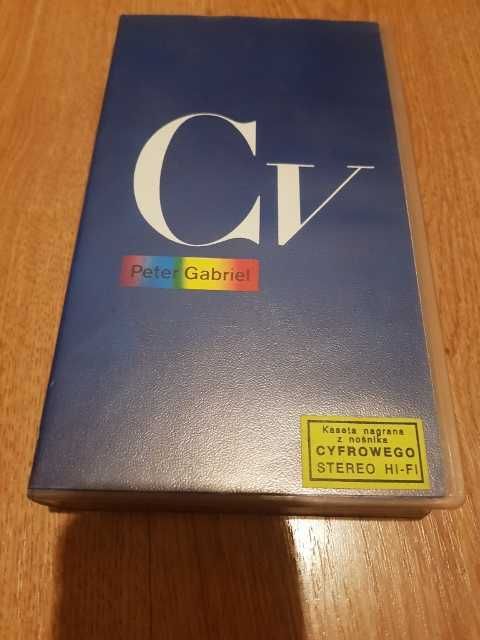 CV
Peter Gabriel
Kaseta nagrana
z nośnika
CYFROWEGO
STEREO HI-FI